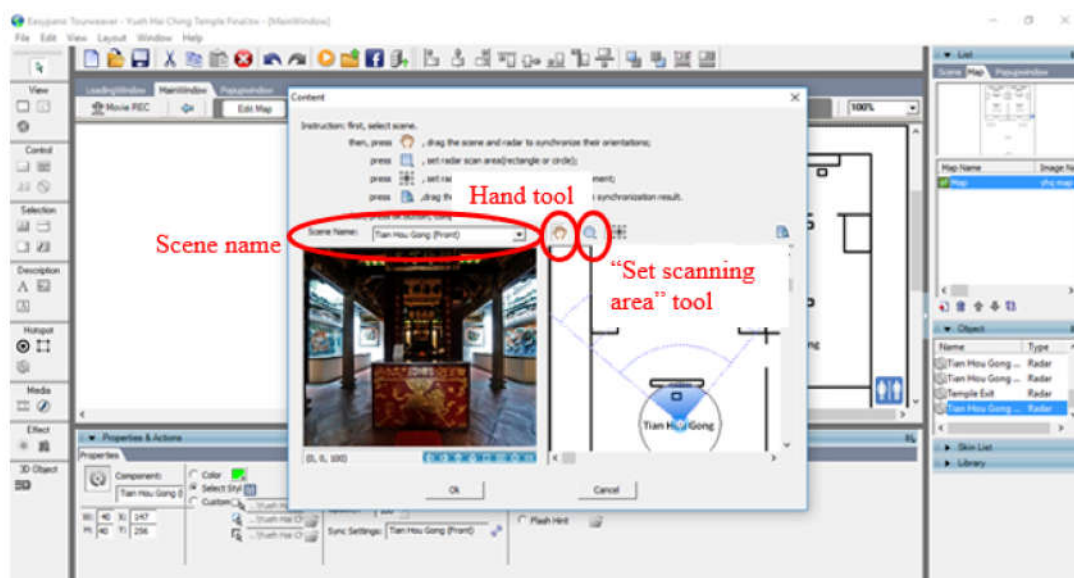 Easypano Tourweaver - Yueh Hai Ching Temple Final.tw - [MainWindow]
File Edit View Layout Window Help
LoadingWindow MainWindow Popupwindow
Movie REC
Edit Map
100%
List
Scene Map Popupwindow
Map Name Image
Map yhq map
View
Control
Selection
Description
Hotspot
Media
Effect
3D Object
Content
Instruction: first, select scene.
then, press , drag the scene and radar to synchronize their orientations;
press , set radar scan area(rectangle or circle);
press , set
press , drag the synchronization result.
Hand tool
Scene name
Scene Name: Tian Hou Gong (Front)
"Set scanning
area" tool
Tian Hou Gong
(0, 0, 100)
Ok Cancel
Object
Name Type
Tian Hou Gong ... Radar
Tian Hou Gong ... Radar
Temple Exit Radar
Tian Hou Gong ... Radar
Skin List
Library
Properties & Actions
Properties
Component:
Tian Hou Gong
Color
Select Styl
Custom
W: 40 X: 147
H: 40 Y: 256
Sync Settings: Tian Hou Gong (Front)
Flash Hint